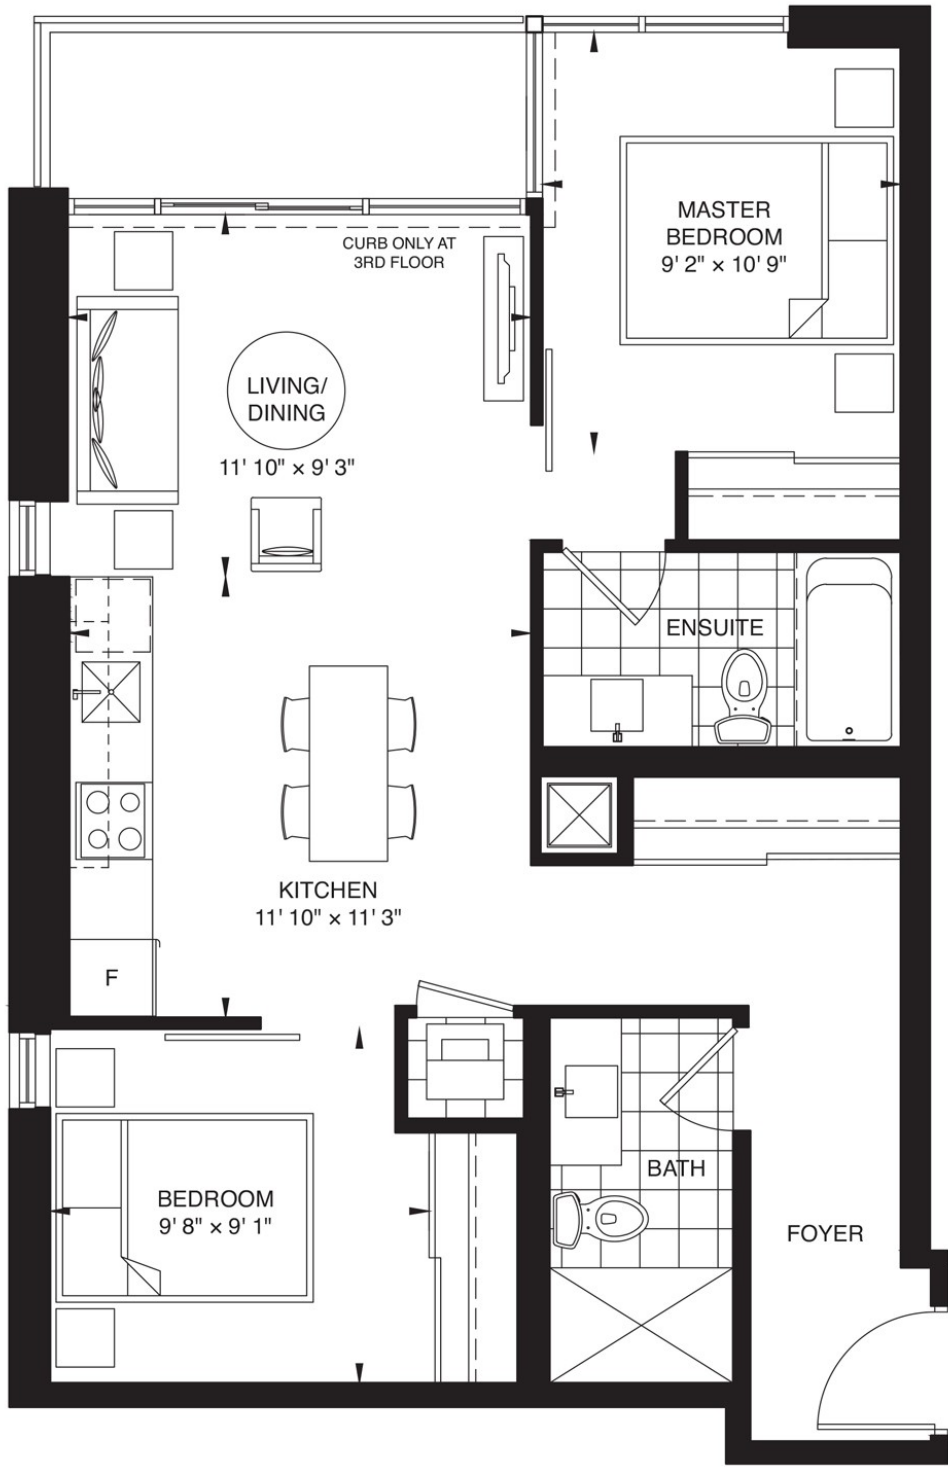 MASTER
BEDROOM
9' 2" × 10' 9"
CURB ONLY AT
3RD FLOOR
LIVING/
DINING
11' 10" × 9' 3"
ENSUITE
KITCHEN
11' 10" × 11' 3"
F
BATH
BEDROOM
9' 8" × 9' 1"
FOYER